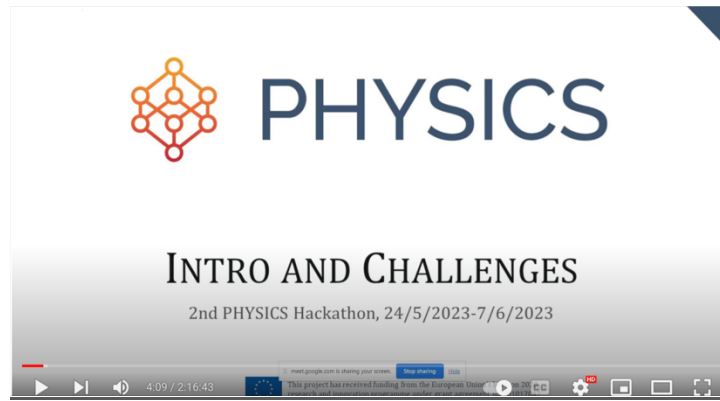 PHYSICS
INTRO AND CHALLENGES
2nd PHYSICS Hackathon, 24/5/2023-7/6/2023
meet.google.com is sharing your screen. Stop sharing Hide
4:09 / 2:16:43
CC
HD
This project has received funding from the European Union
research and innovation programme under grant